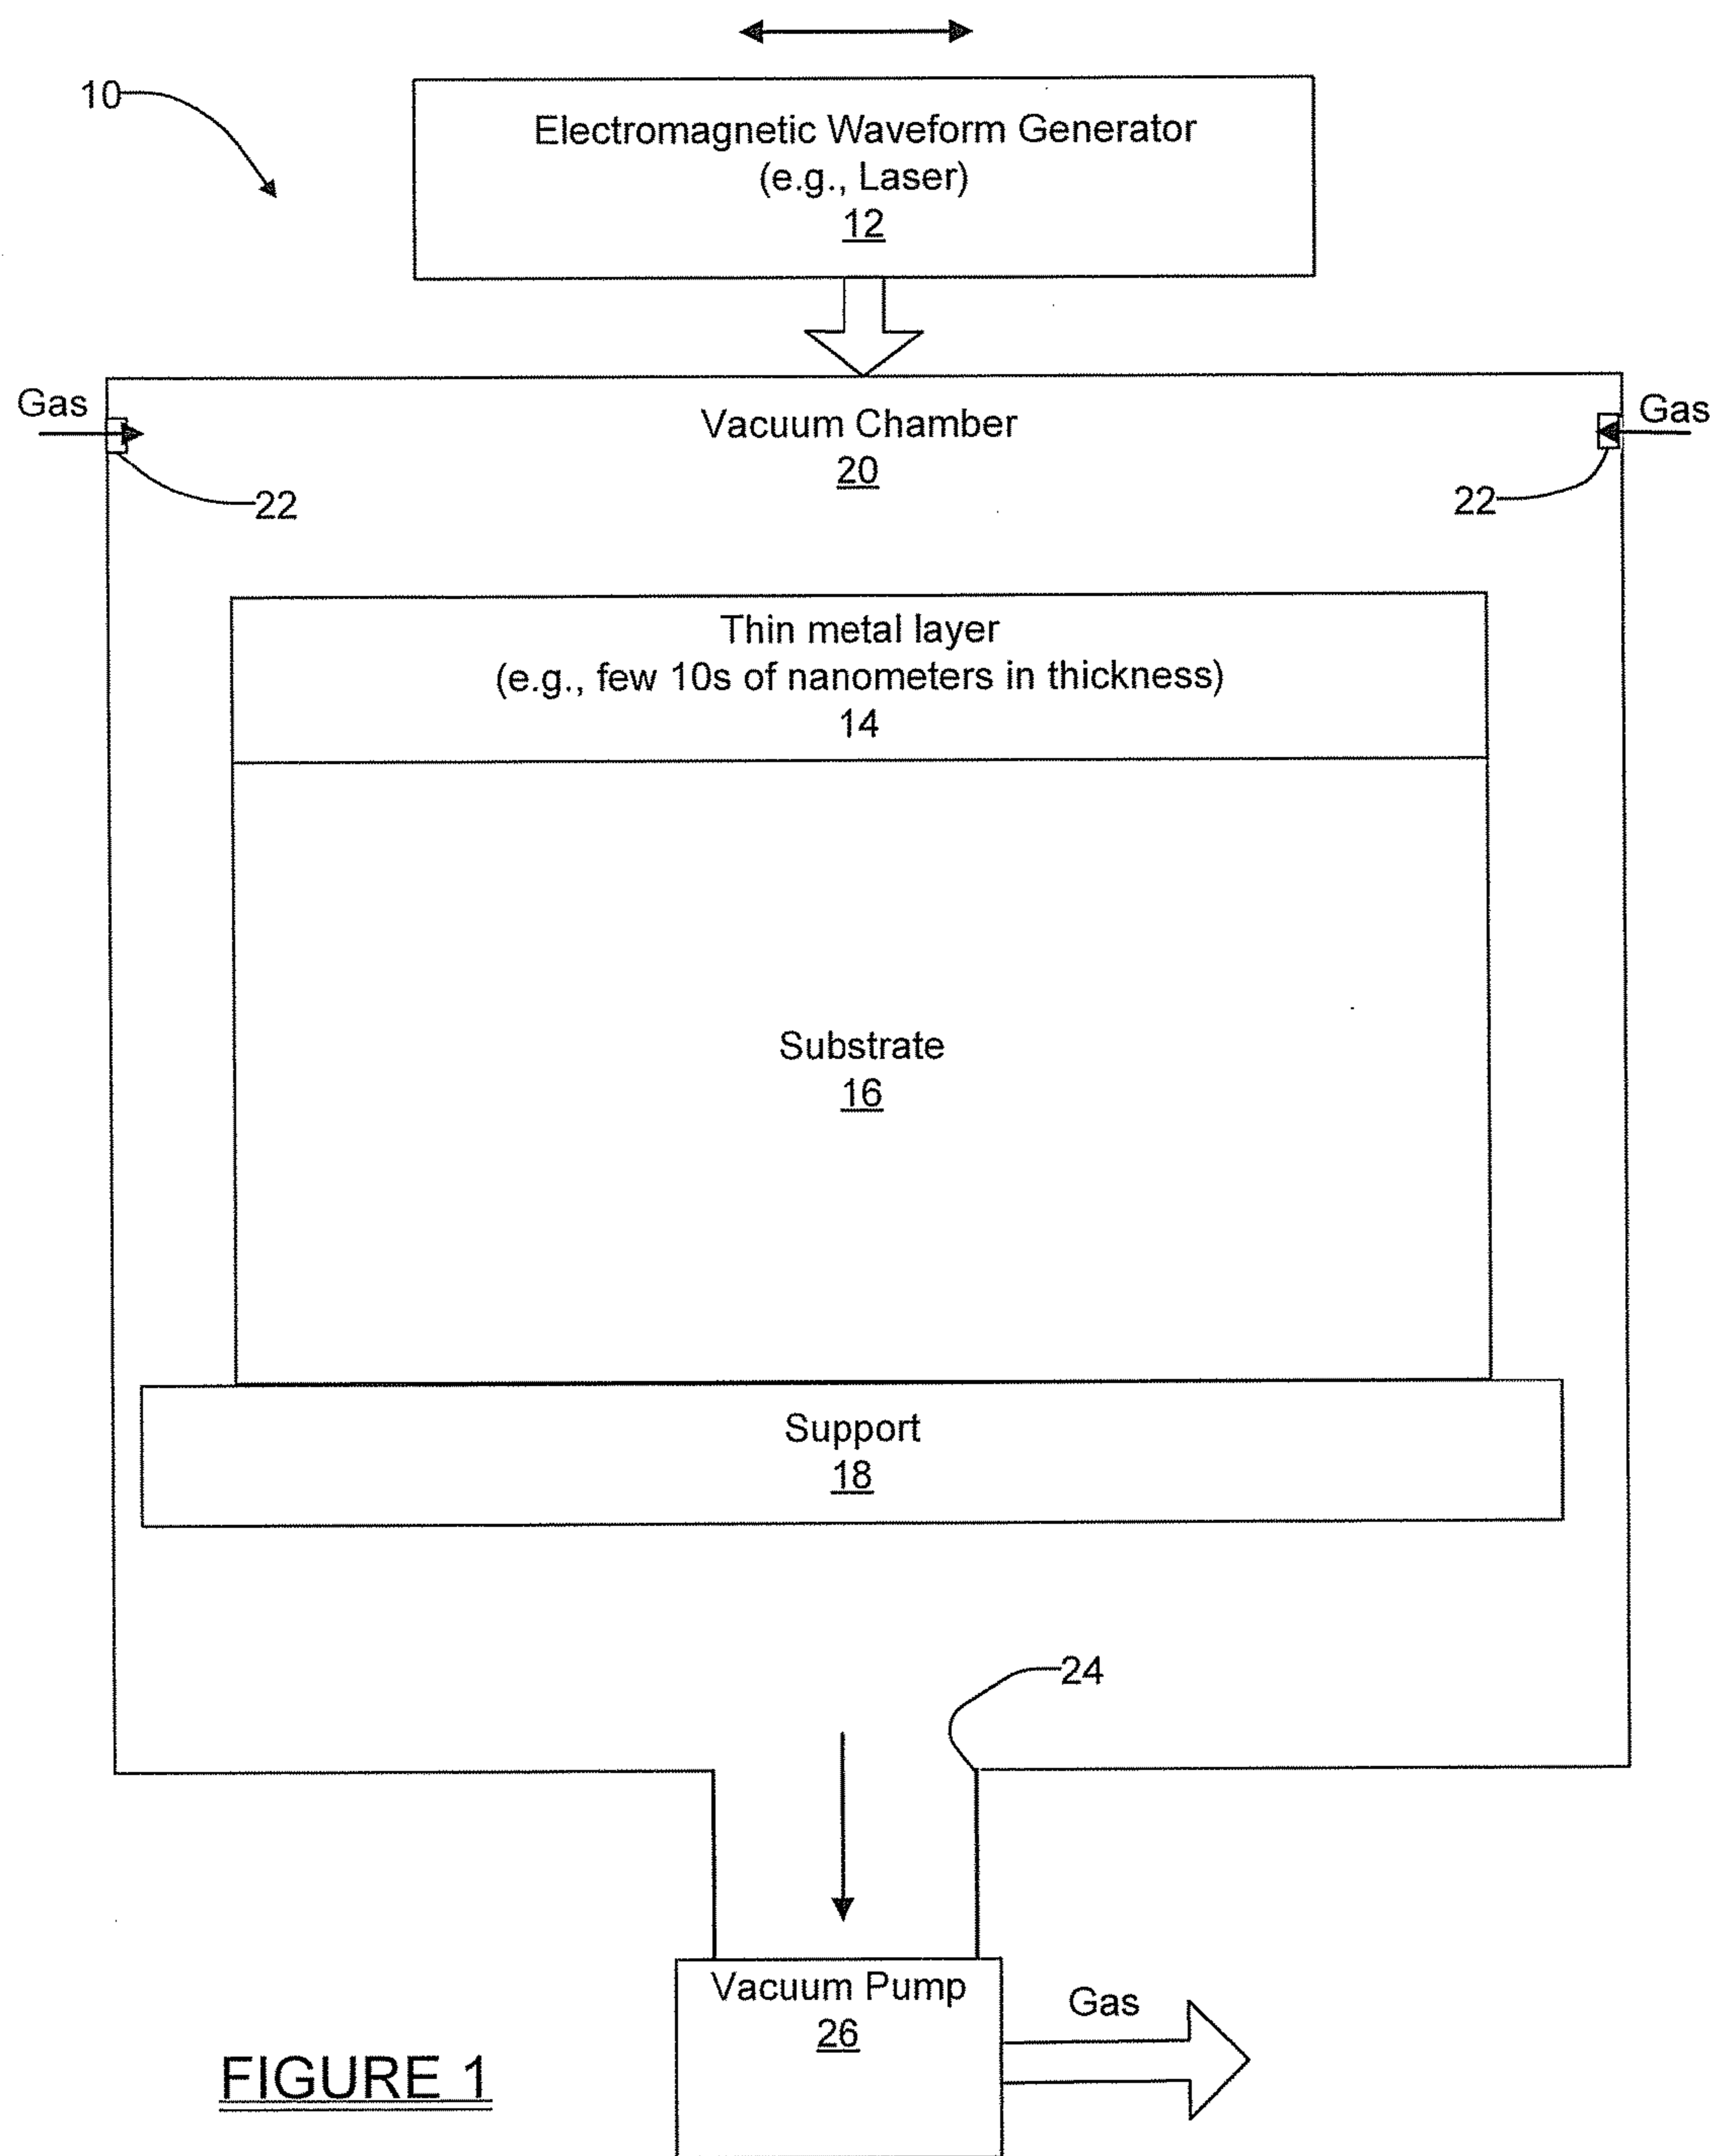 10
Electromagnetic Waveform Generator
(e.g., Laser)
12
Gas
Gas
Vacuum Chamber
20
22
22
Thin metal layer
(e.g., few 10s of nanometers in thickness)
14
Substrate
16
Support
18
24
Vacuum Pump
26
Gas
FIGURE 1